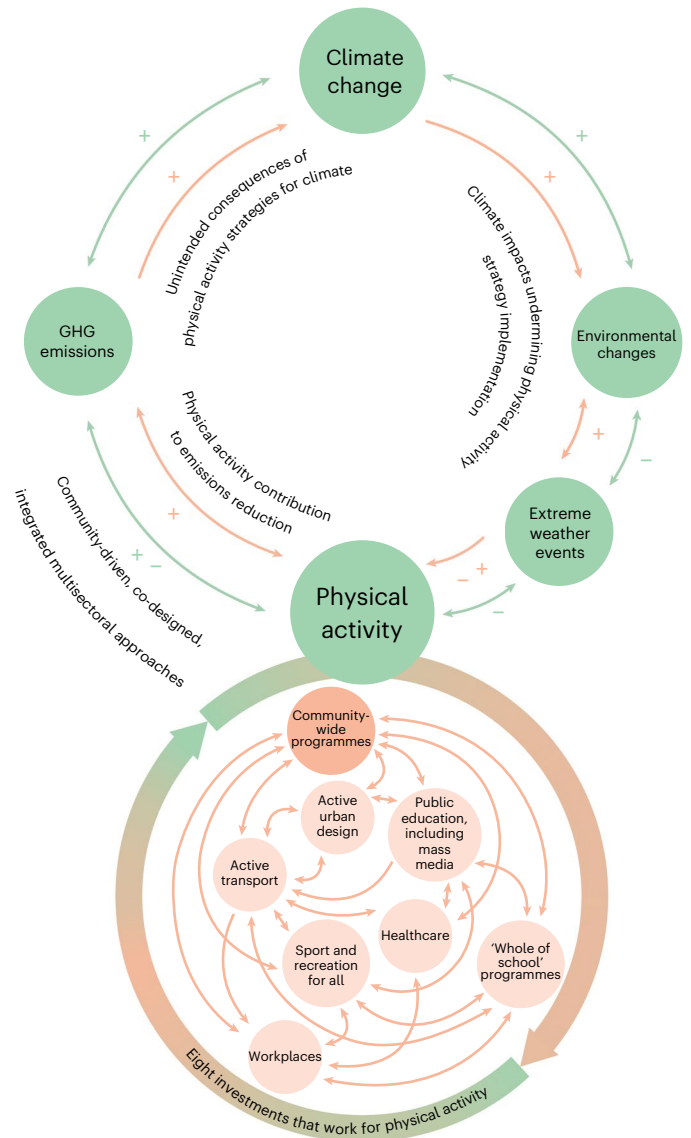 Climate
change
+
+
+
+
Unintended consequences of
physical activity strategies for climate
Climate impacts undermining physical activity
strategy implementation
GHG
emissions
Environmental
changes
Physical activity contribution
to emissions reduction
+
−
+
Community-driven, co-designed,
integrated multisectoral approaches
+
−
Extreme
weather
events
− +
−
Physical
activity
Community-
wide
programmes
Active
urban
design
Public
education,
including
mass
media
Active
transport
Healthcare
Sport and
recreation
for all
‘Whole of
school’
programmes
Workplaces
Eight investments that work for physical activity